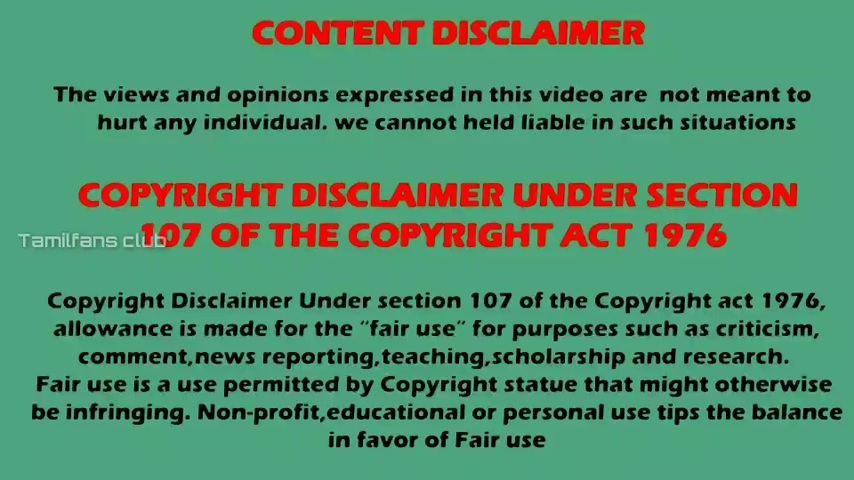 CONTENT DISCLAIMER
The views and opinions expressed in this video are not meant to
hurt any individual. we cannot held liable in such situations
COPYRIGHT DISCLAIMER UNDER SECTION
107 OF THE COPYRIGHT ACT 1976
Tamilfans club
Copyright Disclaimer Under section 107 of the Copyright act 1976,
allowance is made for the "fair use" for purposes such as criticism,
comment,news reporting,teaching,scholarship and research.
Fair use is a use permitted by Copyright statue that might otherwise
be infringing. Non-profit,educational or personal use tips the balance
in favor of Fair use